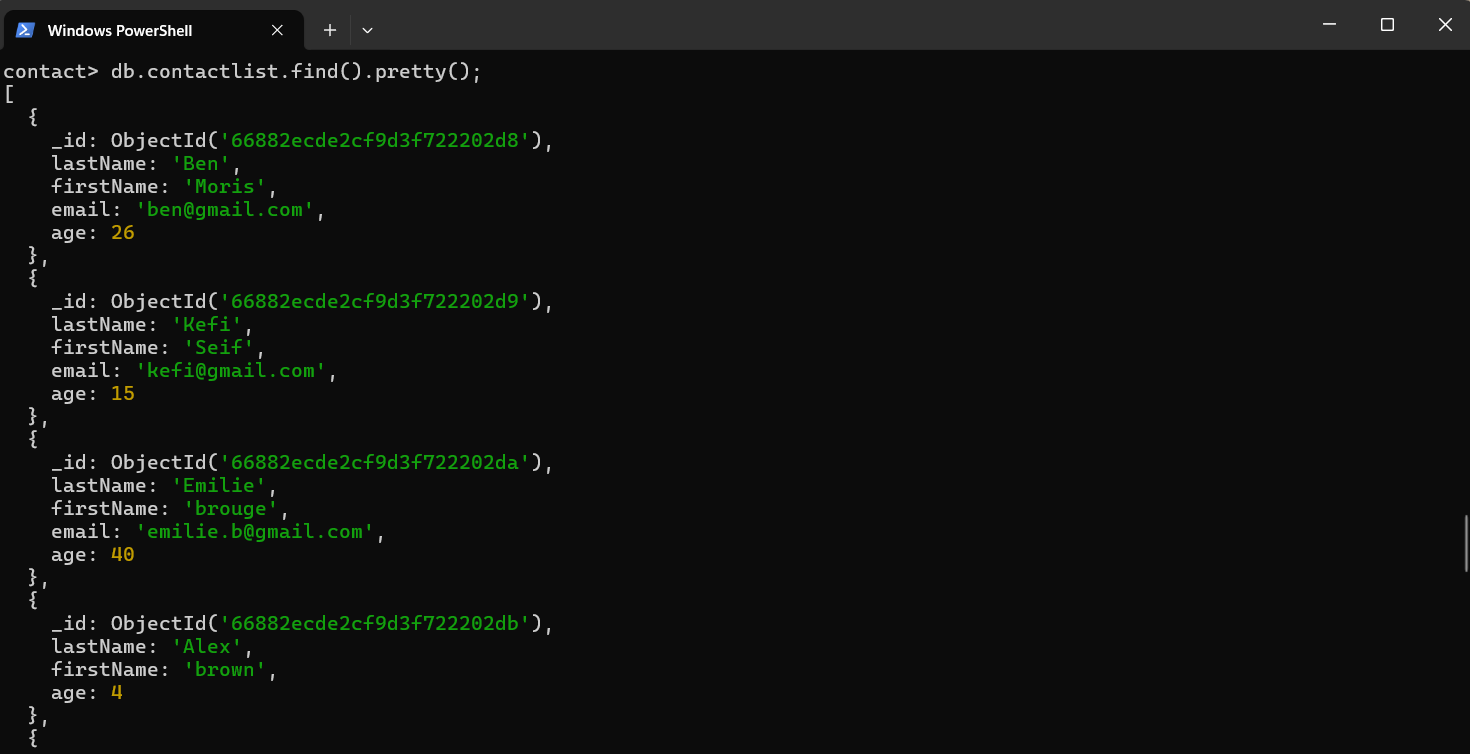 Windows PowerShell
contact> db.contactlist.find().pretty();
[
  {
    _id: ObjectId('66882ecde2cf9d3f722202d8'),
    lastName: 'Ben',
    firstName: 'Moris',
    email: 'ben@gmail.com',
    age: 26
  },
  {
    _id: ObjectId('66882ecde2cf9d3f722202d9'),
    lastName: 'Kefi',
    firstName: 'Seif',
    email: 'kefi@gmail.com',
    age: 15
  },
  {
    _id: ObjectId('66882ecde2cf9d3f722202da'),
    lastName: 'Emilie',
    firstName: 'brouge',
    email: 'emilie.b@gmail.com',
    age: 40
  },
  {
    _id: ObjectId('66882ecde2cf9d3f722202db'),
    lastName: 'Alex',
    firstName: 'brown',
    age: 4
  },
  {